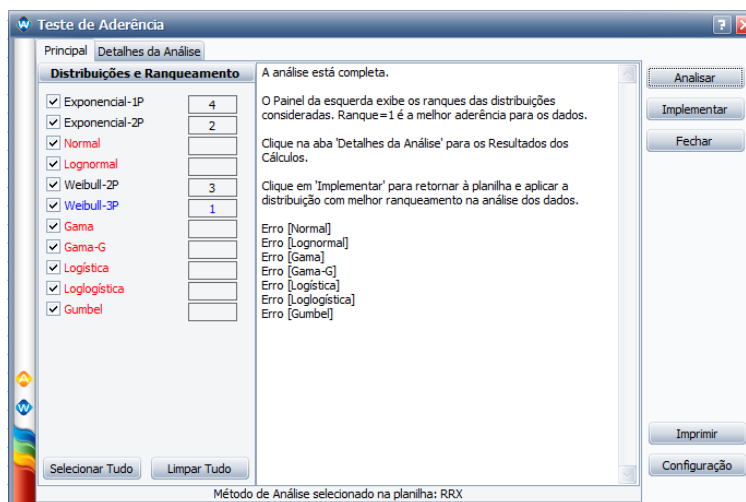 Teste de Aderência
Principal Detalhes da Análise
Distribuições e Ranqueamento
Exponencial-1P 4
Exponencial-2P 2
Normal
Lognormal
Weibull-2P 3
Weibull-3P 1
Gama
Gama-G
Logística
Loglogística
Gumbel
Selecionar Tudo Limpar Tudo
A análise está completa.
O Painel da esquerda exibe os ranques das distribuições
consideradas. Ranque=1 é a melhor aderência para os dados.
Clique na aba 'Detalhes da Análise' para os Resultados dos
Cálculos.
Clique em 'Implementar' para retornar à planilha e aplicar a
distribuição com melhor ranqueamento na análise dos dados.
Erro [Normal]
Erro [Lognormal]
Erro [Gama]
Erro [Gama-G]
Erro [Logística]
Erro [Loglogística]
Erro [Gumbel]
Analisar
Implementar
Fechar
Imprimir
Configuração
Método de Análise selecionado na planilha: RRX